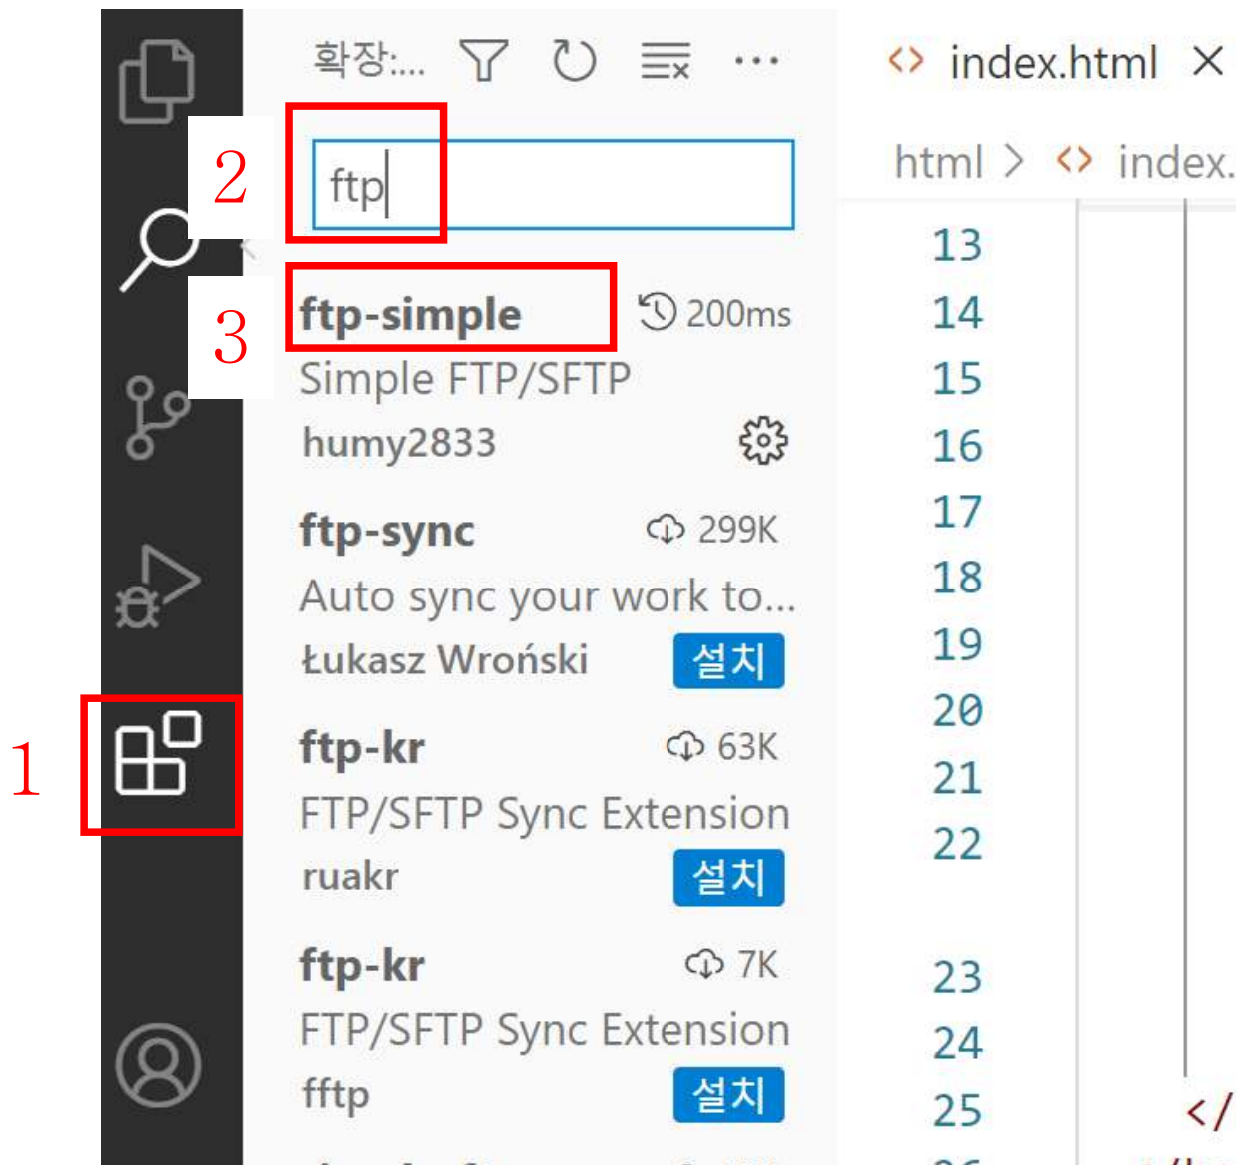 확장:...
index.html
html > index.
1
2
ftp
3
ftp-simple 200ms
Simple FTP/SFTP
humy2833
ftp-sync 299K
Auto sync your work to...
Łukasz Wroński 설치
ftp-kr 63K
FTP/SFTP Sync Extension
ruakr 설치
ftp-kr 7K
FTP/SFTP Sync Extension
fftp 설치
13
14
15
16
17
18
19
20
21
22
23
24
25 </